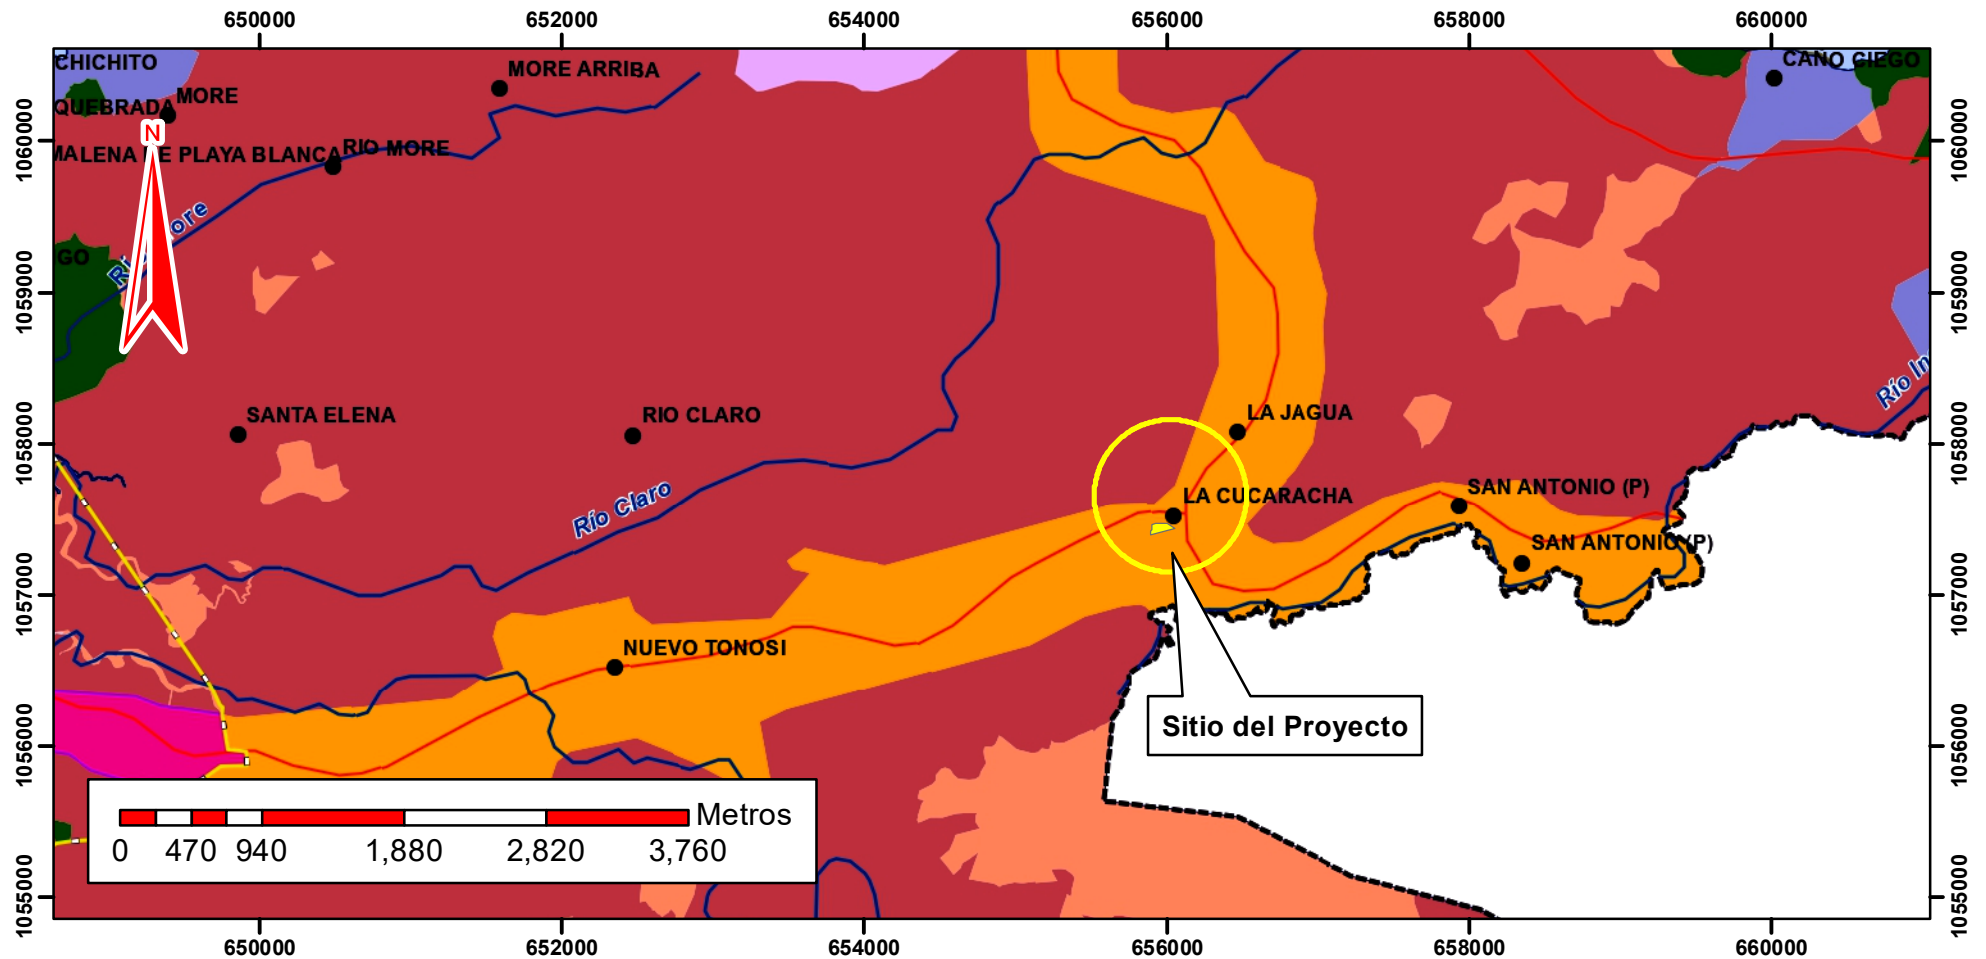 650000
652000
654000
656000
658000
660000
CHICHITO
MORE ARRIBA
CANO CIEGO
MORE
QUEBRADA
1060000
1060000
RIO MORE
PLAYA BLANCA
GO
1059000
1059000
N
SANTA ELENA
RIO CLARO
LA JAGUA
1058000
1058000
Río In
LA CUCARACHA
SAN ANTONIO (P)
Río Claro
SAN ANTONIO (P)
1057000
1057000
NUEVO TONOSI
Sitio del Proyecto
1056000
1056000
Metros
0 470 940 1,880 2,820 3,760
1055000
1055000
650000
652000
654000
656000
658000
660000